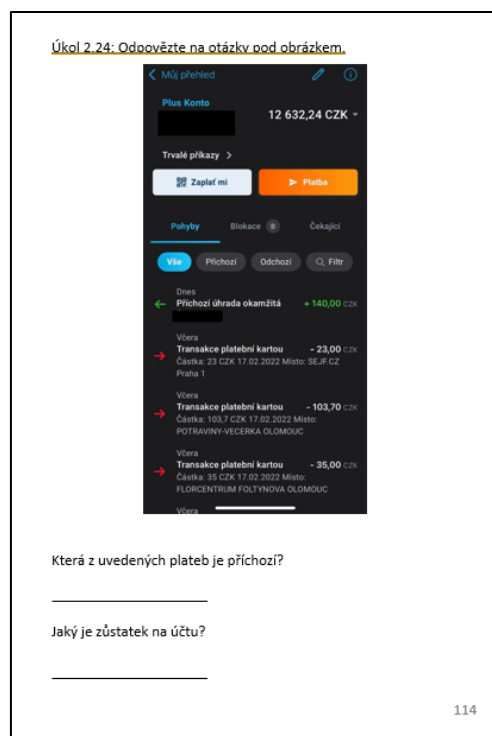 Úkol 2.24: Odpovězte na otázky pod obrázkem.
Můj přehled
Plus Konto
12 632,24 CZK
Trvalé příkazy >
Zaplať mi
Platba
Pohyby Blokace 8 Čekající
Vše Příchozí Odchozí Filtr
Dnes
Příchozí úhrada okamžitá + 140,00 CZK
Včera
Transakce platební kartou - 23,00 CZK
Částka: 23 CZK 17.02.2022 Místo: SEJF.CZ
Praha 1
Včera
Transakce platební kartou - 103,70 CZK
Částka: 103,7 CZK 17.02.2022 Místo:
POTRAVINY-VECERKA OLOMOUC
Včera
Transakce platební kartou - 35,00 CZK
Částka: 35 CZK 17.02.2022 Místo:
FLORCENTRUM FOLTYNOVA OLOMOUC
Včera
Která z uvedených plateb je příchozí?
Jaký je zůstatek na účtu?
114